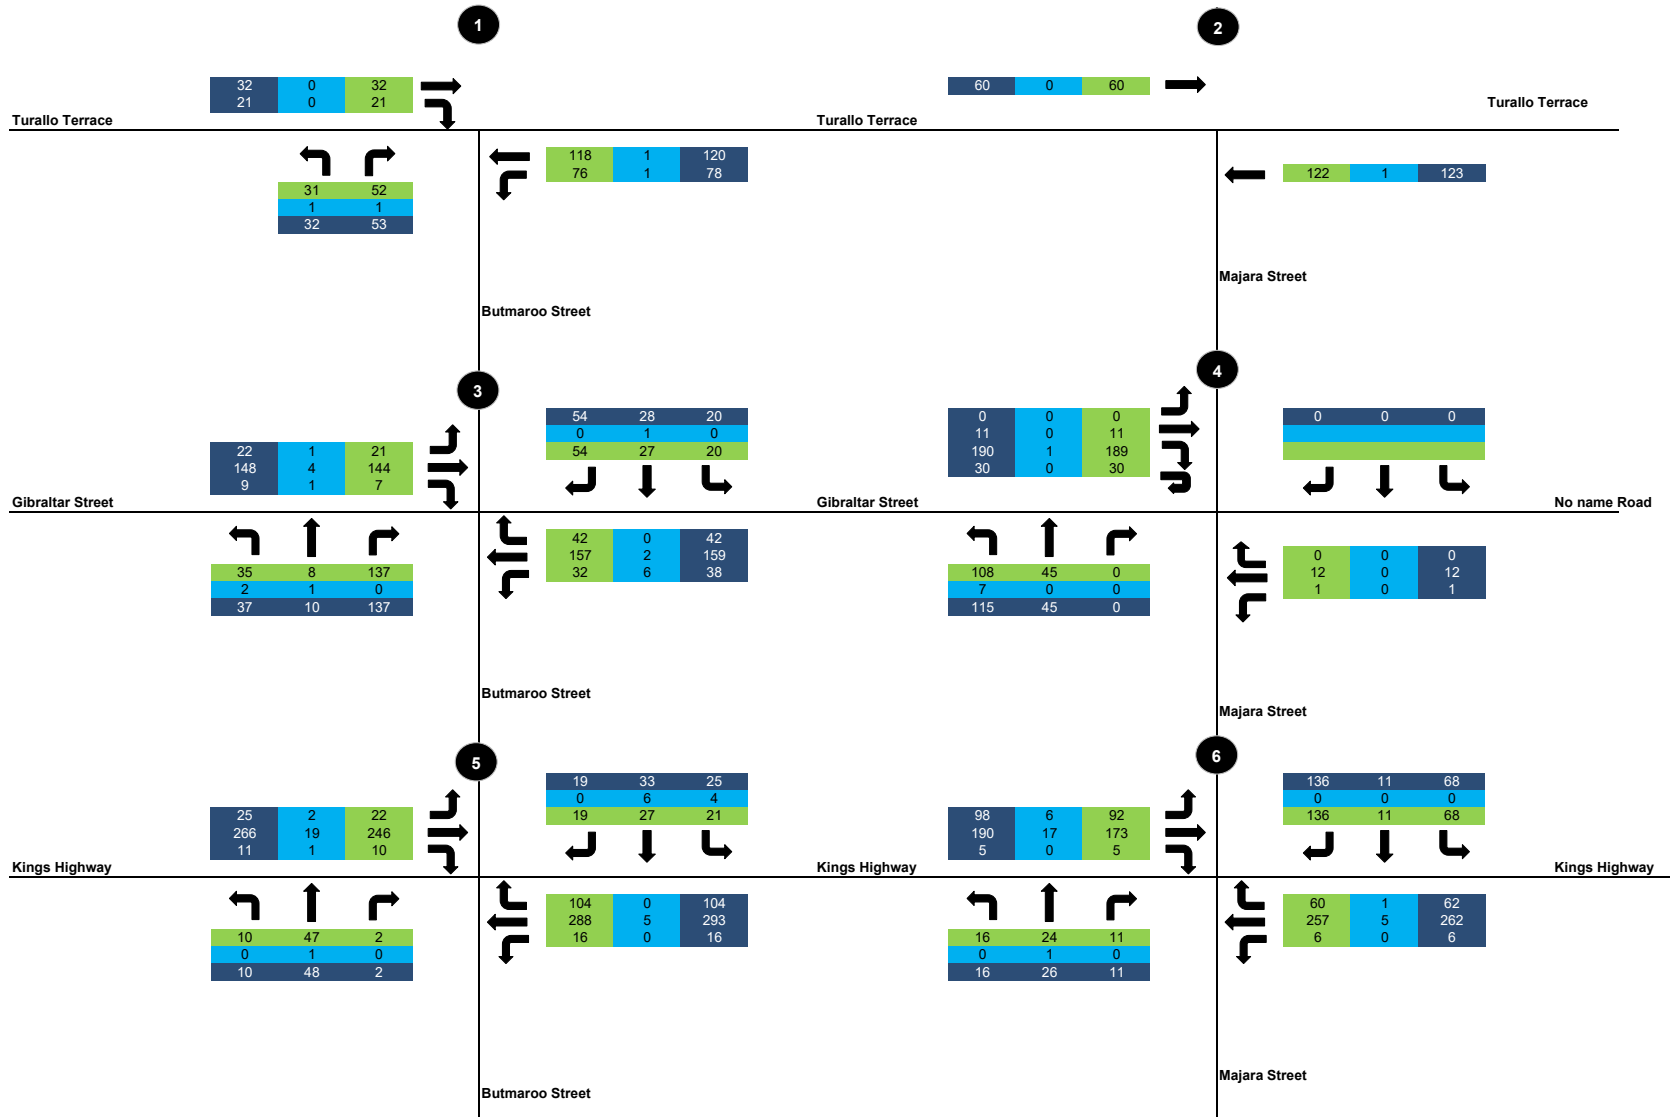 1
2
32 0 32
21 0 21
60 0 60
Turallo Terrace
Turallo Terrace
Turallo Terrace
118 1 120
76 1 78
122 1 123
31 52
1 1
32 53
Butmaroo Street
Majara Street
3
4
22 1 21
148 4 144
9 1 7
54 28 20
0 1 0
54 27 20
0 0 0
11 0 11
190 1 189
30 0 30
0 0 0
Gibraltar Street
Gibraltar Street
No name Road
35 8 137
2 1 0
37 10 137
42 0 42
157 2 159
32 6 38
108 45 0
7 0 0
115 45 0
0 0 0
12 0 12
1 0 1
Butmaroo Street
Majara Street
5
6
25 2 22
266 19 246
11 1 10
19 33 25
0 6 4
19 27 21
98 6 92
190 17 173
5 0 5
136 11 68
0 0 0
136 11 68
Kings Highway
Kings Highway
Kings Highway
10 47 2
0 1 0
10 48 2
104 0 104
288 5 293
16 0 16
16 24 11
0 1 0
16 26 11
60 1 62
257 5 262
6 0 6
Butmaroo Street
Majara Street